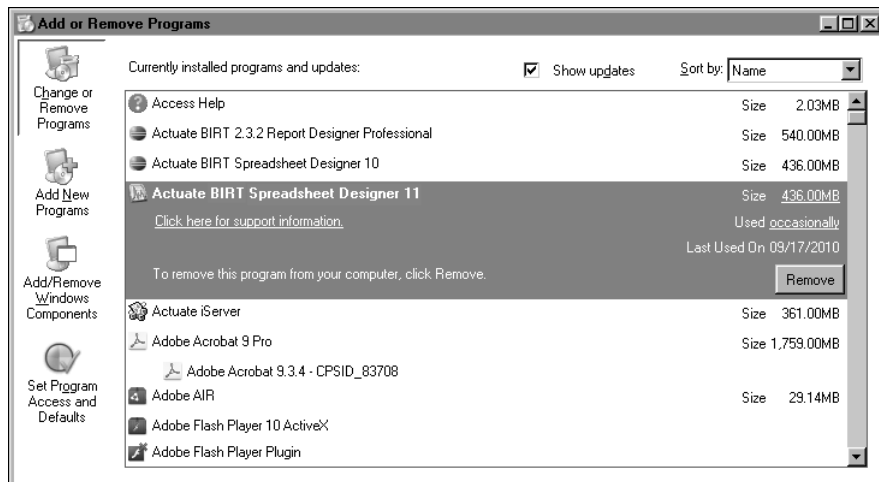 Add or Remove Programs
Change or
Remove
Programs
Add New
Programs
Add/Remove
Windows
Components
Set Program
Access and
Defaults
Currently installed programs and updates:
Show updates
Sort by: Name
Access Help Size 2.03MB
Actuate BIRT 2.3.2 Report Designer Professional Size 540.00MB
Actuate BIRT Spreadsheet Designer 10 Size 436.00MB
Actuate BIRT Spreadsheet Designer 11 Size 436.00MB
Click here for support information. Used occasionally
Last Used On 09/17/2010
To remove this program from your computer, click Remove. Remove
Actuate iServer Size 361.00MB
Adobe Acrobat 9 Pro Size 1,759.00MB
Adobe Acrobat 9.3.4 - CPSID_83708
Adobe AIR Size 29.14MB
Adobe Flash Player 10 ActiveX
Adobe Flash Player Plugin